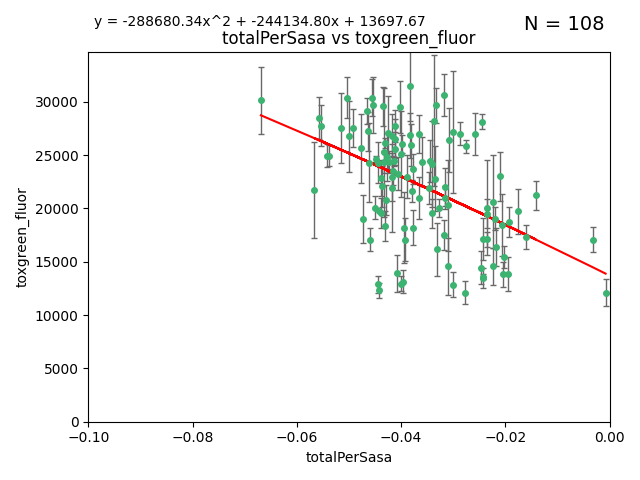 y = -288680.34x^2 + -244134.80x + 13697.67
N = 108
totalPerSasa vs toxgreen_fluor
toxgreen_fluor
30000
25000
20000
15000
10000
5000
0
−0.10
−0.08
−0.06
−0.04
−0.02
0.00
totalPerSasa